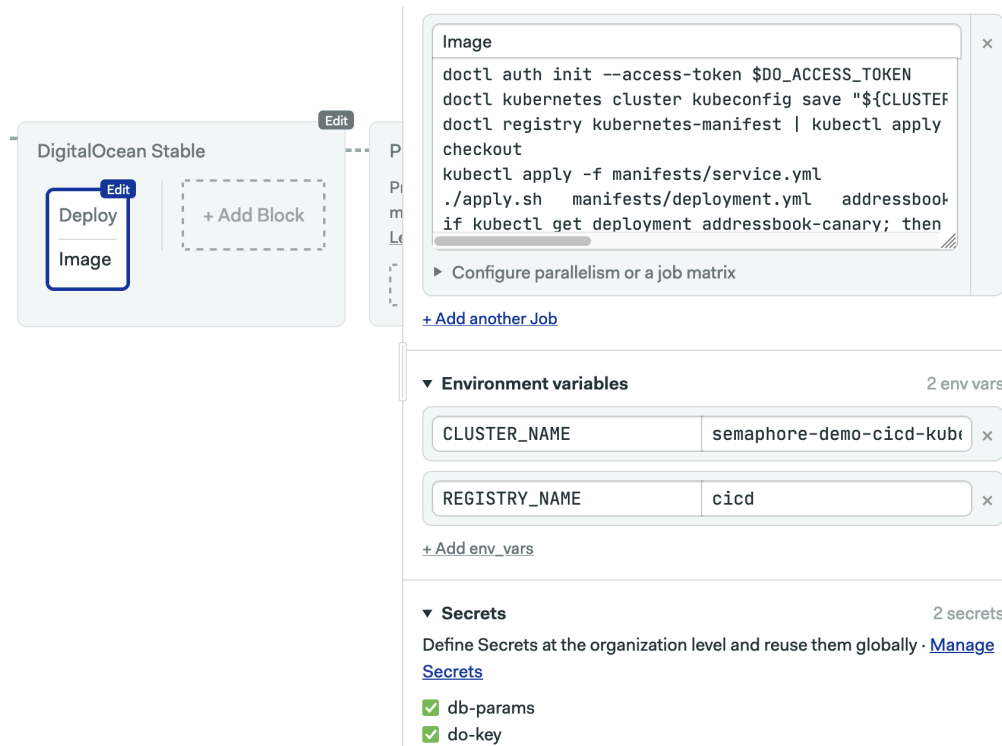 Edit
DigitalOcean Stable
Edit
Deploy
Image
+ Add Block
P
m
Image
doctl auth init --access-token $DO_ACCESS_TOKEN
doctl kubernetes cluster kubeconfig save "${CLUSTER
doctl registry kubernetes-manifest | kubectl apply
checkout
kubectl apply -f manifests/service.yml
./apply.sh manifests/deployment.yml addressbook
if kubectl get deployment addressbook-canary; then
Configure parallelism or a job matrix
+ Add another Job
Environment variables
2 env vars
CLUSTER_NAME
semaphore-demo-cicd-kube
REGISTRY_NAME
cicd
+ Add env_vars
Secrets
2 secrets
Define Secrets at the organization level and reuse them globally · Manage
Secrets
db-params
do-key